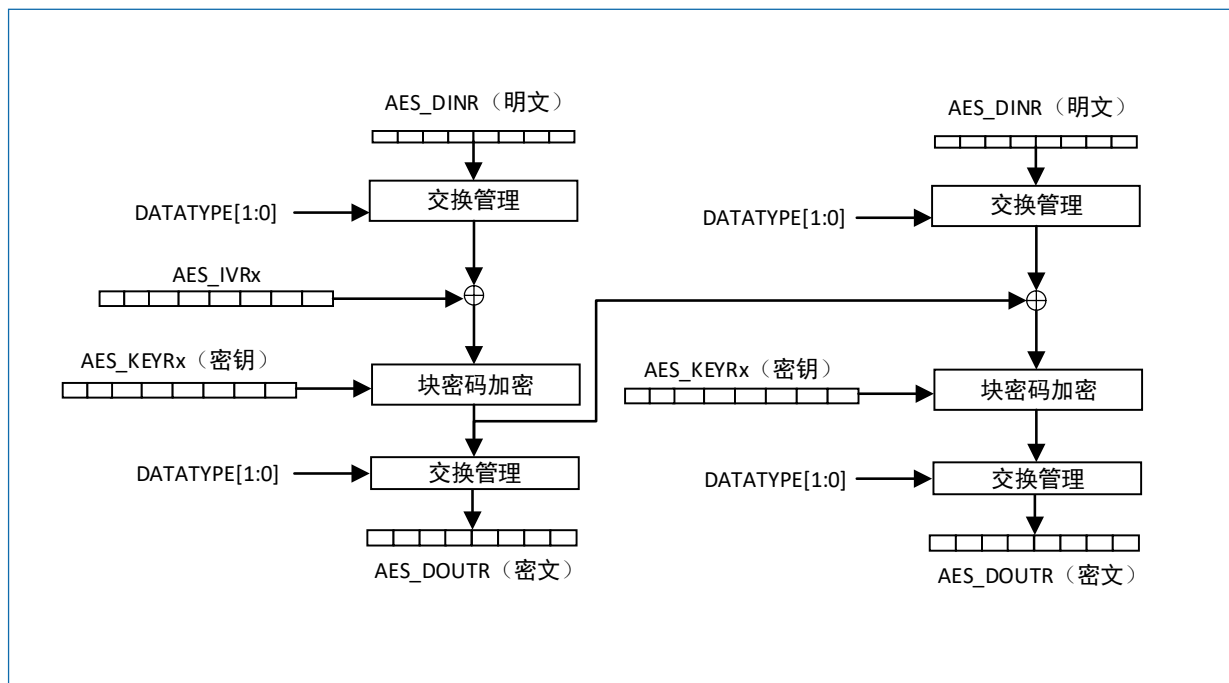 AES_DINR（明文）
DATATYPE[1:0]
交换管理
AES_IVRx
AES_KEYRx（密钥）
块密码加密
DATATYPE[1:0]
交换管理
AES_DOUTR（密文）
AES_DINR（明文）
DATATYPE[1:0]
交换管理
AES_KEYRx（密钥）
块密码加密
DATATYPE[1:0]
交换管理
AES_DOUTR（密文）